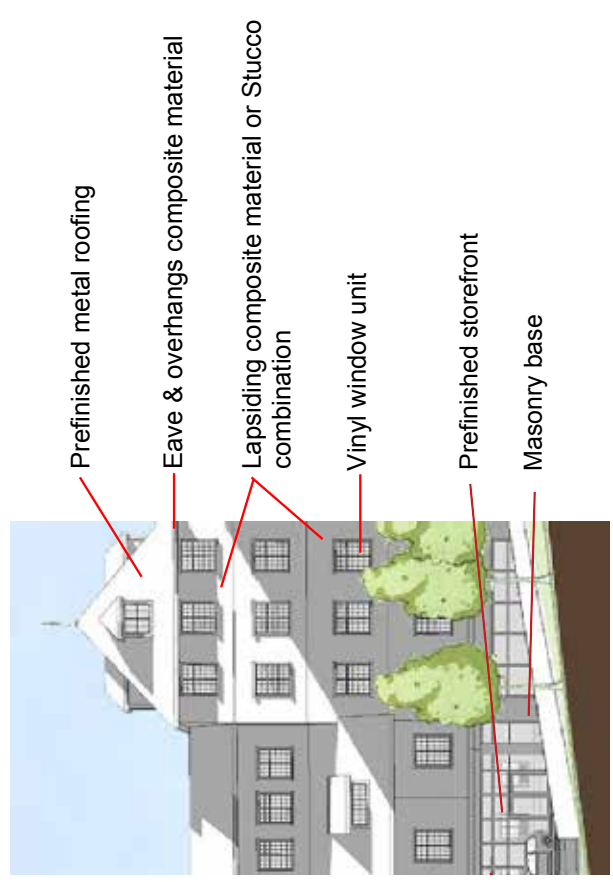 Prefinished metal roofing
Eave & overhangs composite material
Lapsiding composite material or Stucco
combination
Vinyl window unit
Prefinished storefront
Masonry base